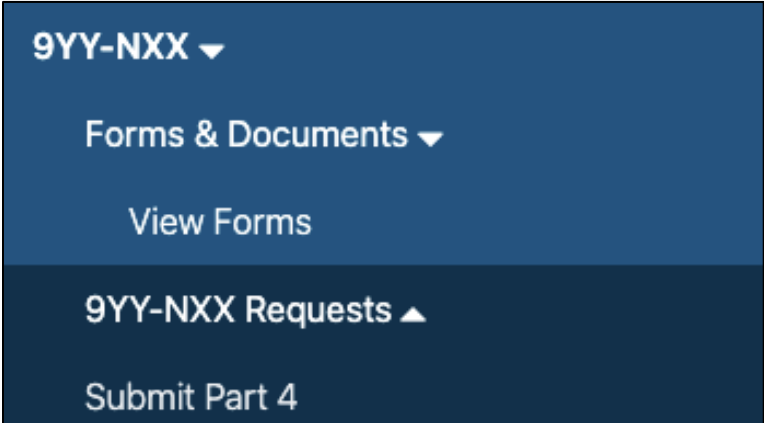 9YY-NXX
Forms & Documents
View Forms
9YY-NXX Requests
Submit Part 4